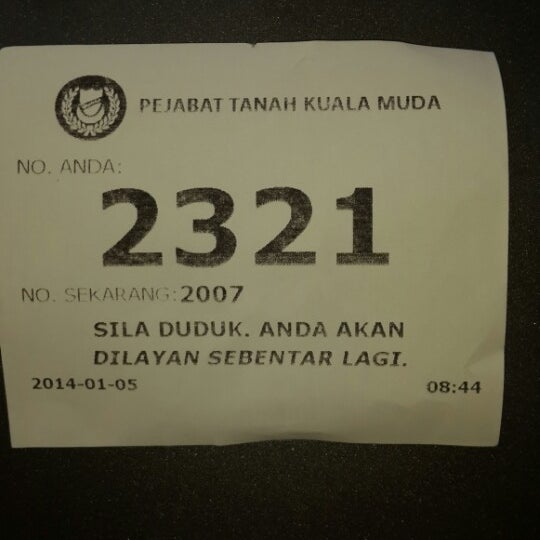 PEJABAT TANAH KUALA MUDA
NO. ANDA:
2321
NO. SEKARANG: 2007
SILA DUDUK. ANDA AKAN
DILAYAN SEBENTAR LAGI.
2014-01-05 08:44